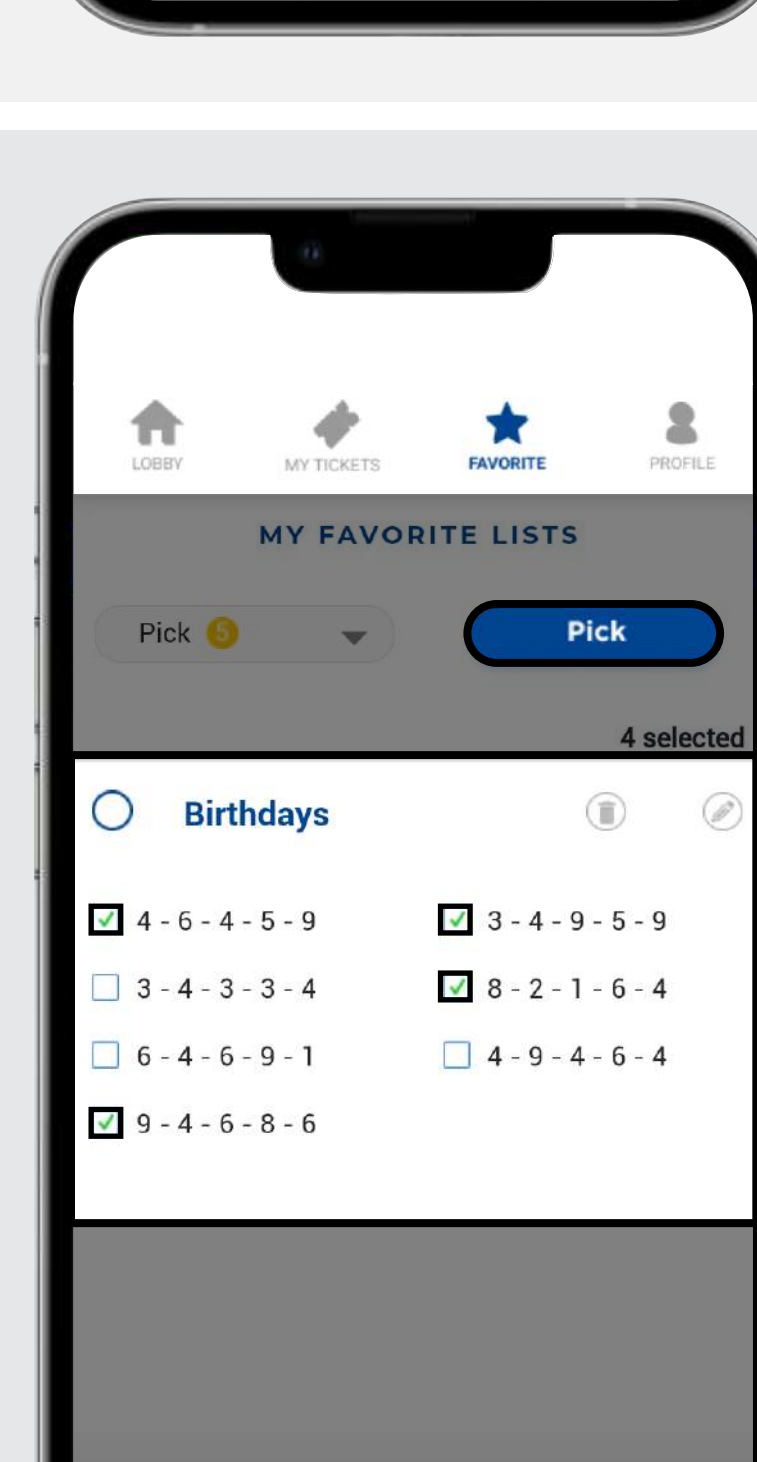 LOBBY MY TICKETS FAVORITE PROFILE
MY FAVORITE LISTS
Pick 5 Pick
4 selected
Birthdays
4 - 6 - 4 - 5 - 9 3 - 4 - 9 - 5 - 9
3 - 4 - 3 - 3 - 4 8 - 2 - 1 - 6 - 4
6 - 4 - 6 - 9 - 1 4 - 9 - 4 - 6 - 4
9 - 4 - 6 - 8 - 6